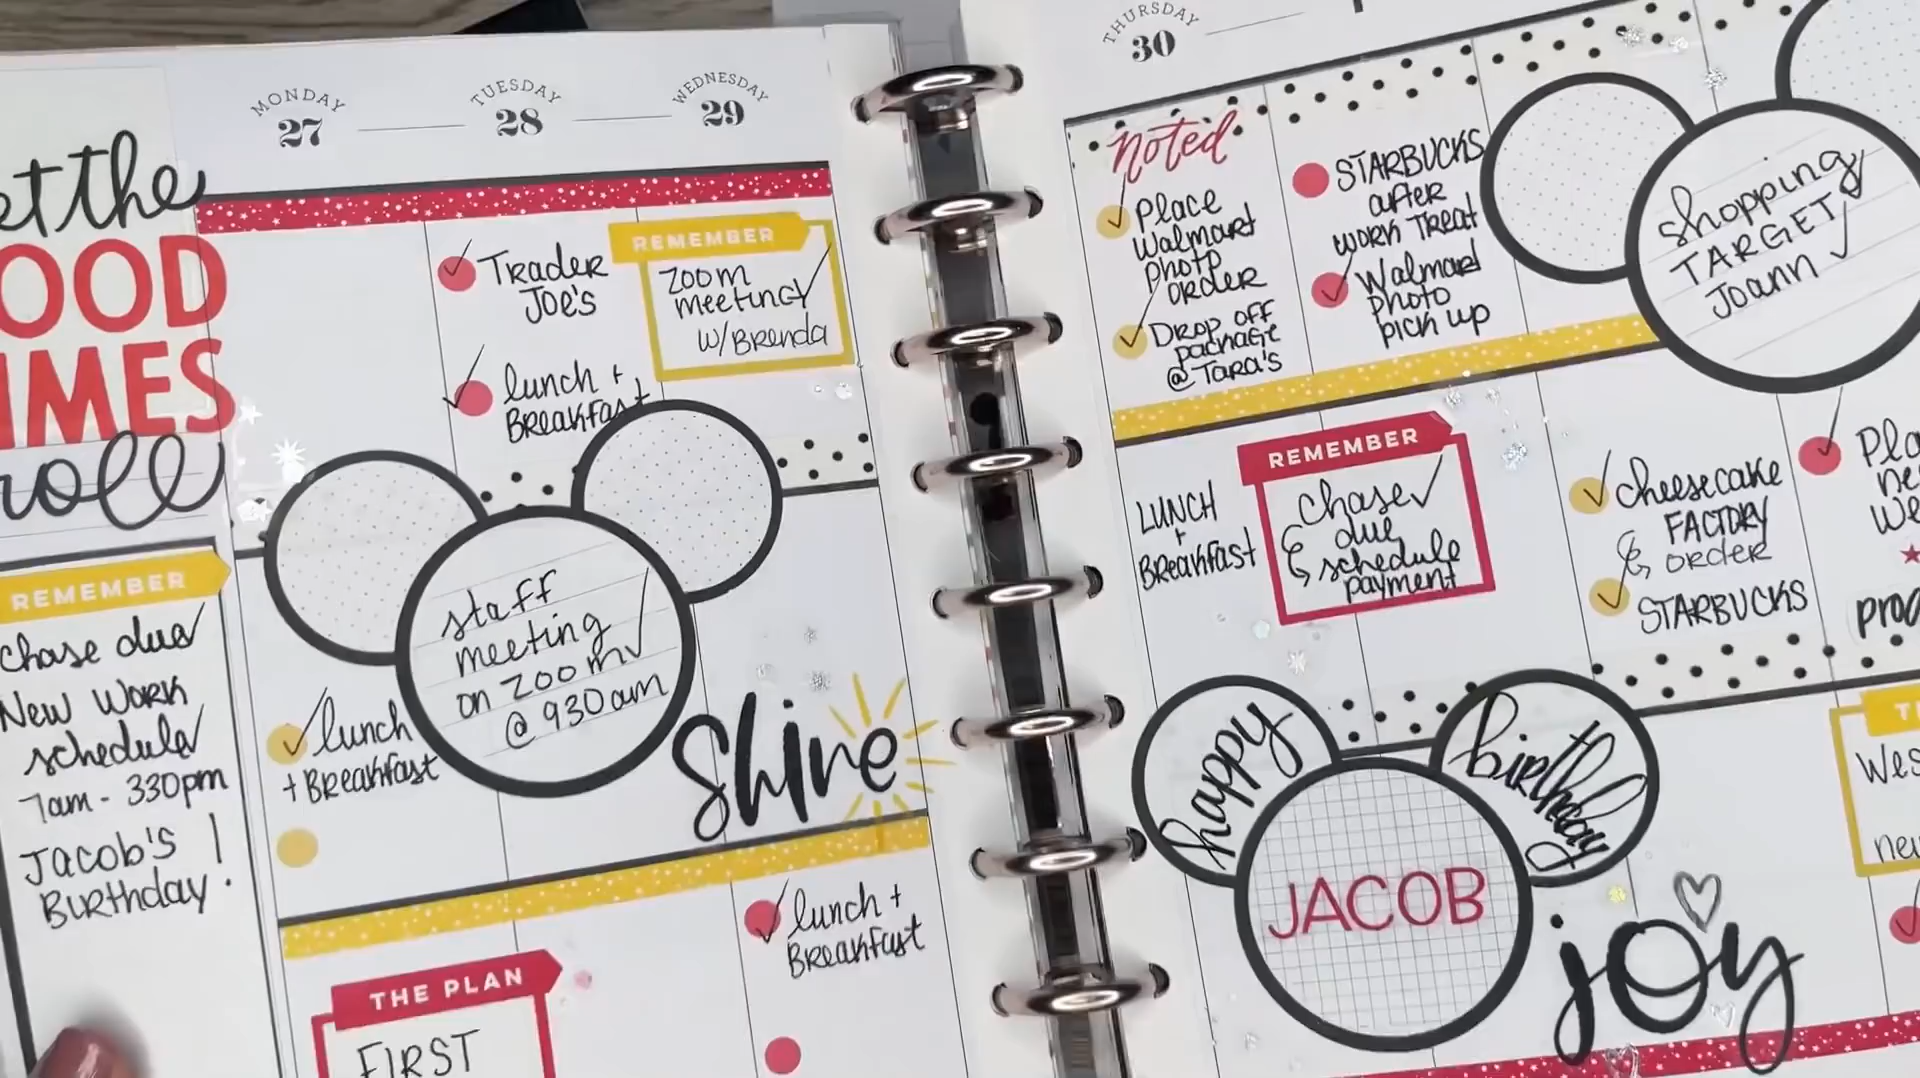 MONDAY
27
TUESDAY
28
WEDNESDAY
29
THURSDAY
30
et the
OOD
IMES
roll
REMEMBER
Chase due
New Work
schedule
7am - 330pm
Jacob's
Birthday!
Trader
Joe's
lunch +
Breakfast
REMEMBER
zoom
meeting
w/Brenda
staff
meeting
on zoom
@ 930am
lunch
+ Breakfast
shine
THE PLAN
FIRST
lunch +
Breakfast
noted
Place
Walmart
photo
order
Drop off
package
@ Tara's
STARBUCKS
after
work Treat
Walmart
photo
pick up
shopping
TARGET
Joann
LUNCH
+
Breakfast
REMEMBER
chase
due
schedule
payment
cheesecake
FACTORY
order
STARBUCKS
happy
birthday
JACOB
joy